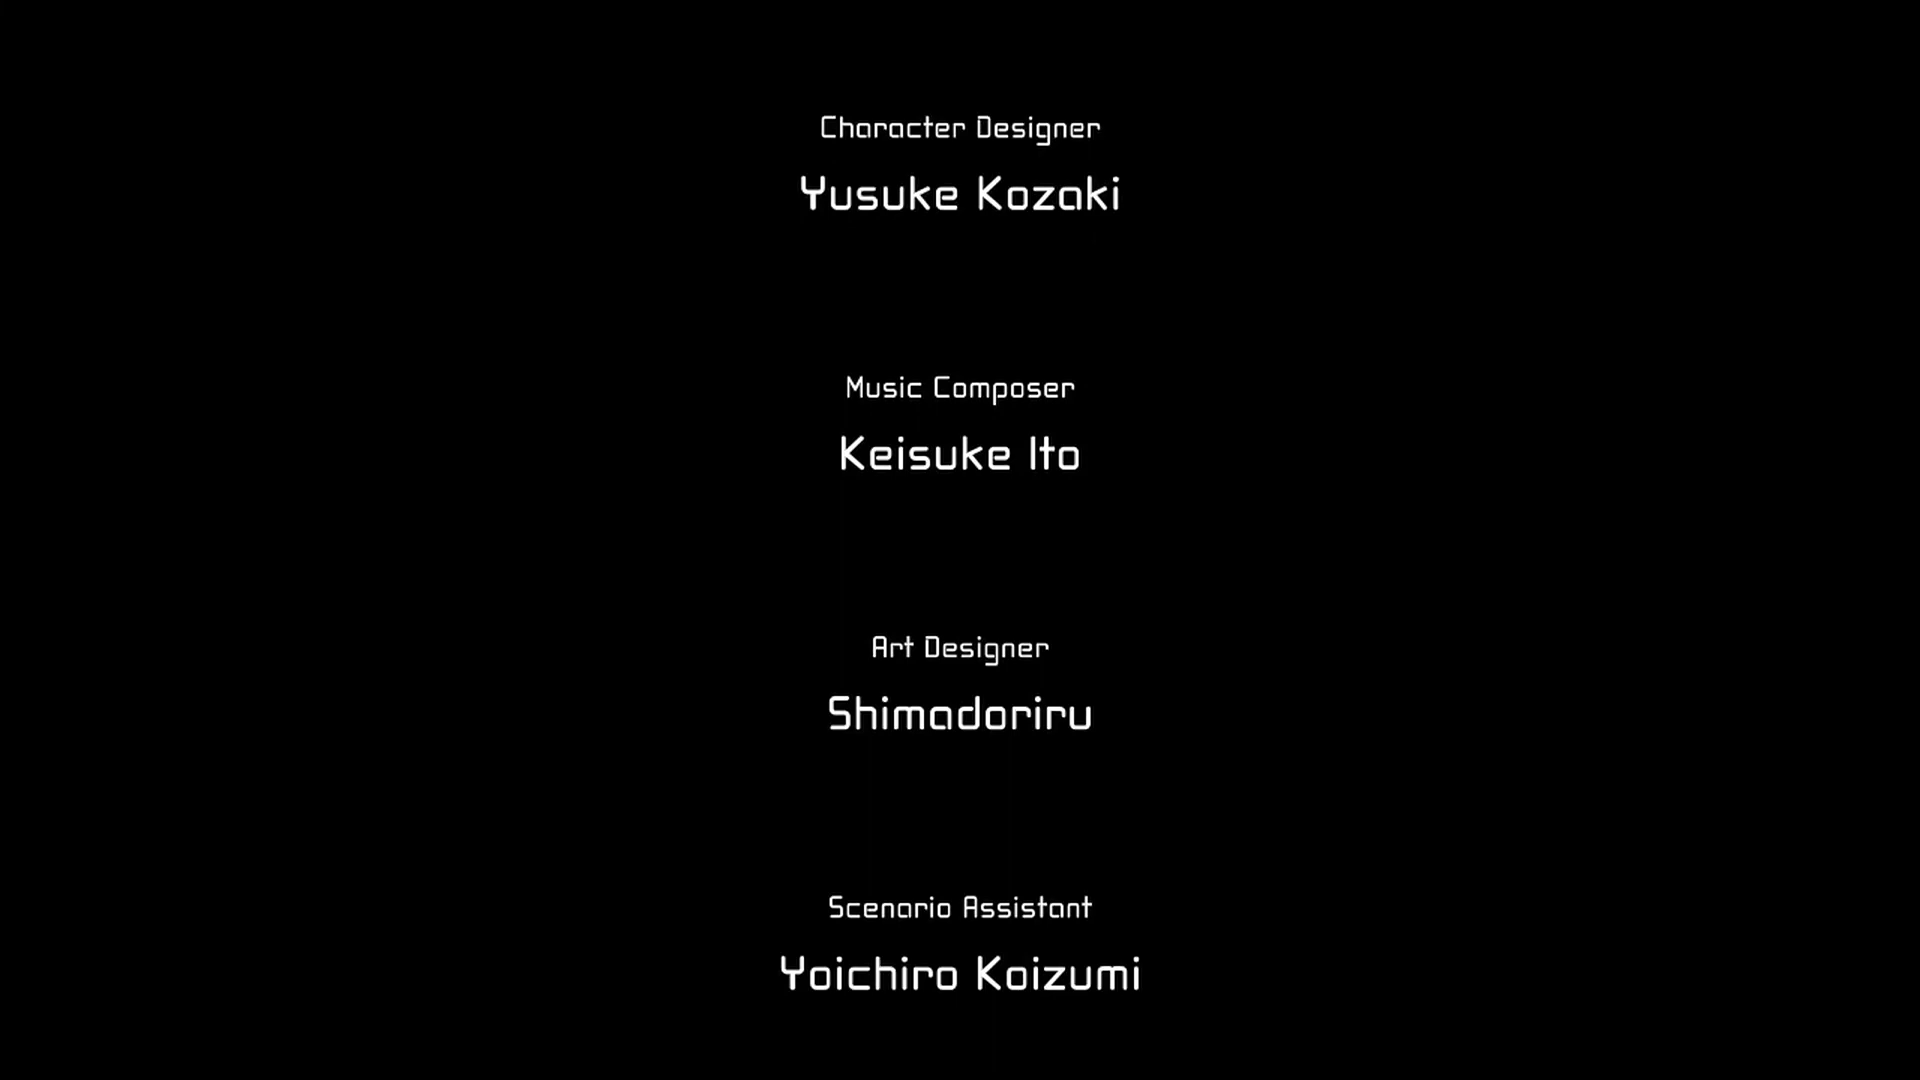 Character Designer
Yusuke Kozaki
Music Composer
Keisuke Ito
Art Designer
Shimadoriru
Scenario Assistant
Yoichiro Koizumi